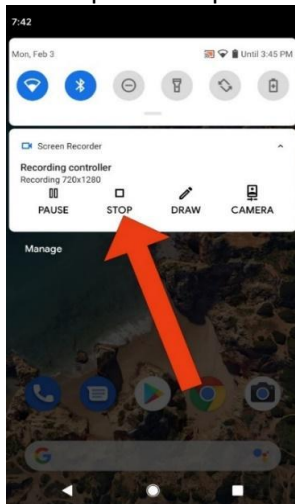 7:42
Mon, Feb 3 Until 3:45 PM
Screen Recorder
Recording controller
Recording 720x1280
PAUSE STOP DRAW CAMERA
Manage
G